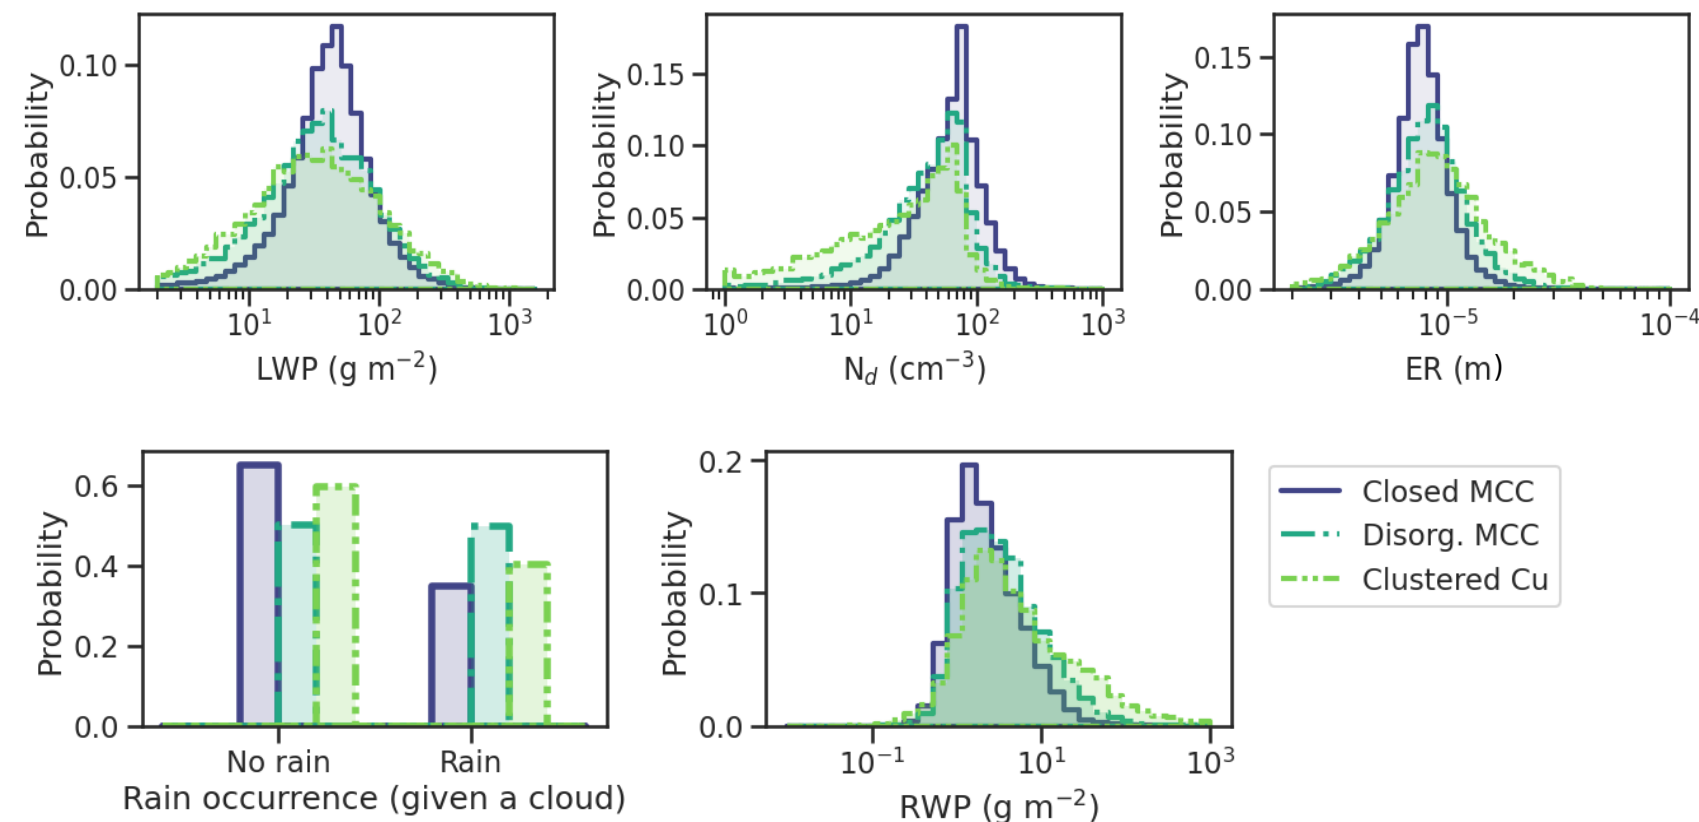 Probability
0.10
0.05
0.00
10¹ 10² 10³
LWP (g m⁻²)
Probability
0.15
0.10
0.05
0.00
10⁰ 10¹ 10² 10³
N_d (cm⁻³)
Probability
0.15
0.10
0.05
0.00
10⁻⁵ 10⁻⁴
ER (m)
Probability
0.6
0.4
0.2
0.0
No rain Rain
Rain occurrence (given a cloud)
Probability
0.2
0.1
0.0
10⁻¹ 10¹ 10³
RWP (g m⁻²)
Closed MCC
Disorg. MCC
Clustered Cu